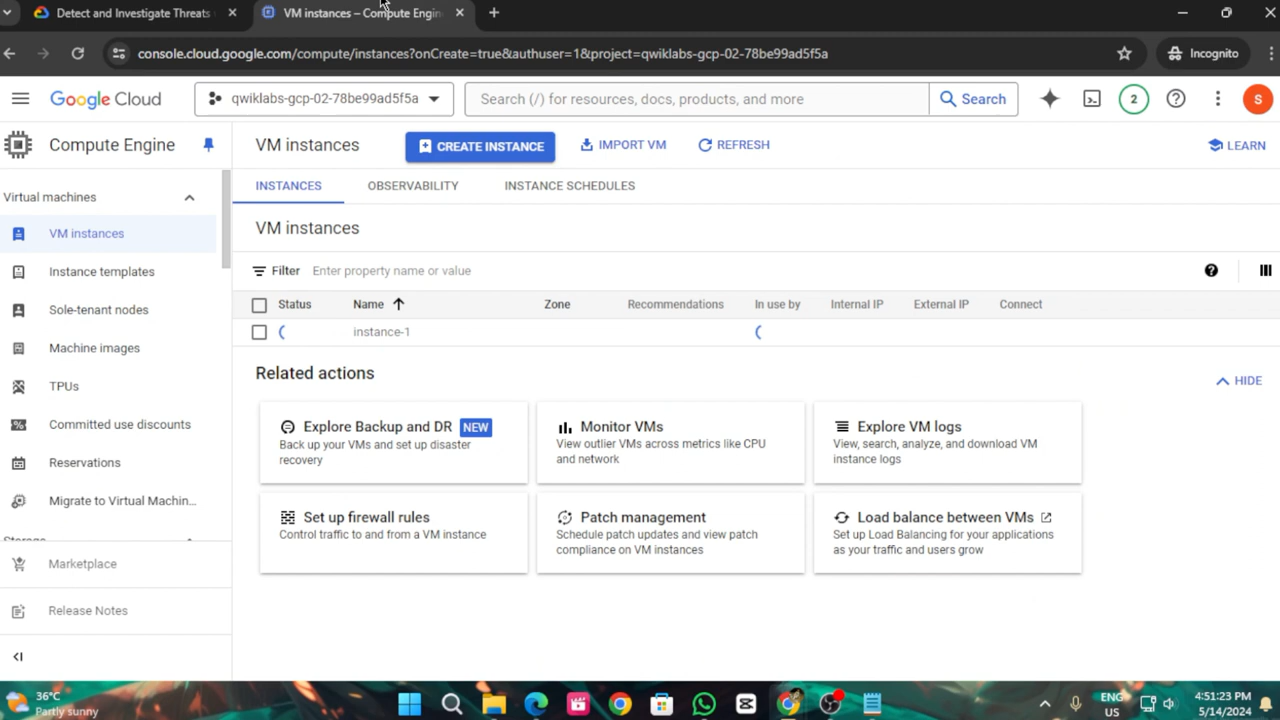 Detect and Investigate Threats
VM instances – Compute Engin
console.cloud.google.com/compute/instances?onCreate=true&authuser=1&project=qwiklabs-gcp-02-78be99ad5f5a
Incognito
Google Cloud
qwiklabs-gcp-02-78be99ad5f5a
Search (/) for resources, docs, products, and more
Search
2
S
Compute Engine
VM instances
CREATE INSTANCE
IMPORT VM
REFRESH
LEARN
Virtual machines
VM instances
Instance templates
Sole-tenant nodes
Machine images
TPUs
Committed use discounts
Reservations
Migrate to Virtual Machin...
Storage
Marketplace
Release Notes
INSTANCES
OBSERVABILITY
INSTANCE SCHEDULES
VM instances
Filter
Enter property name or value
Status
Name
Zone
Recommendations
In use by
Internal IP
External IP
Connect
instance-1
Related actions
HIDE
Explore Backup and DR NEW
Back up your VMs and set up disaster
recovery
Monitor VMs
View outlier VMs across metrics like CPU
and network
Explore VM logs
View, search, analyze, and download VM
instance logs
Set up firewall rules
Control traffic to and from a VM instance
Patch management
Schedule patch updates and view patch
compliance on VM instances
Load balance between VMs
Set up Load Balancing for your applications
as your traffic and users grow
36°C
Partly sunny
ENG
US
4:51:23 PM
5/14/2024